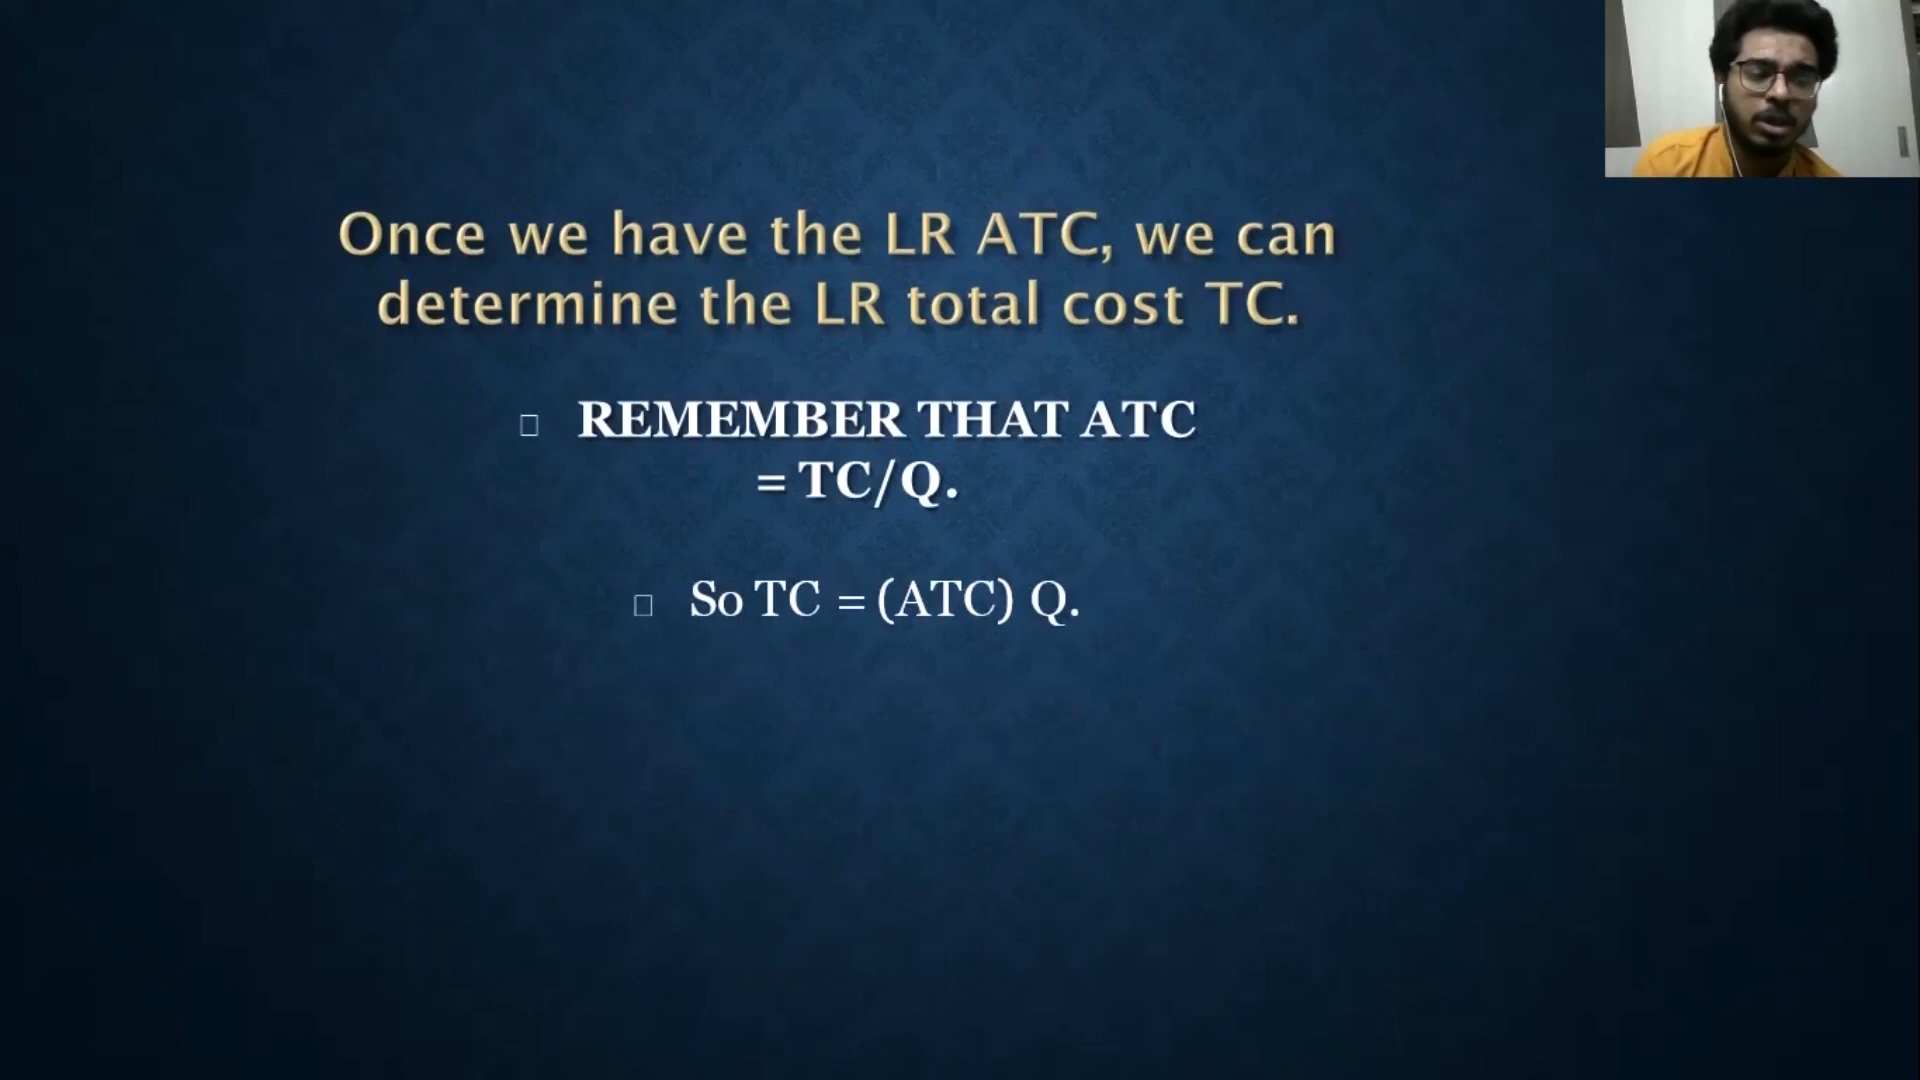 Once we have the LR ATC, we can
determine the LR total cost TC.
REMEMBER THAT ATC
= TC/Q.
So TC = (ATC) Q.